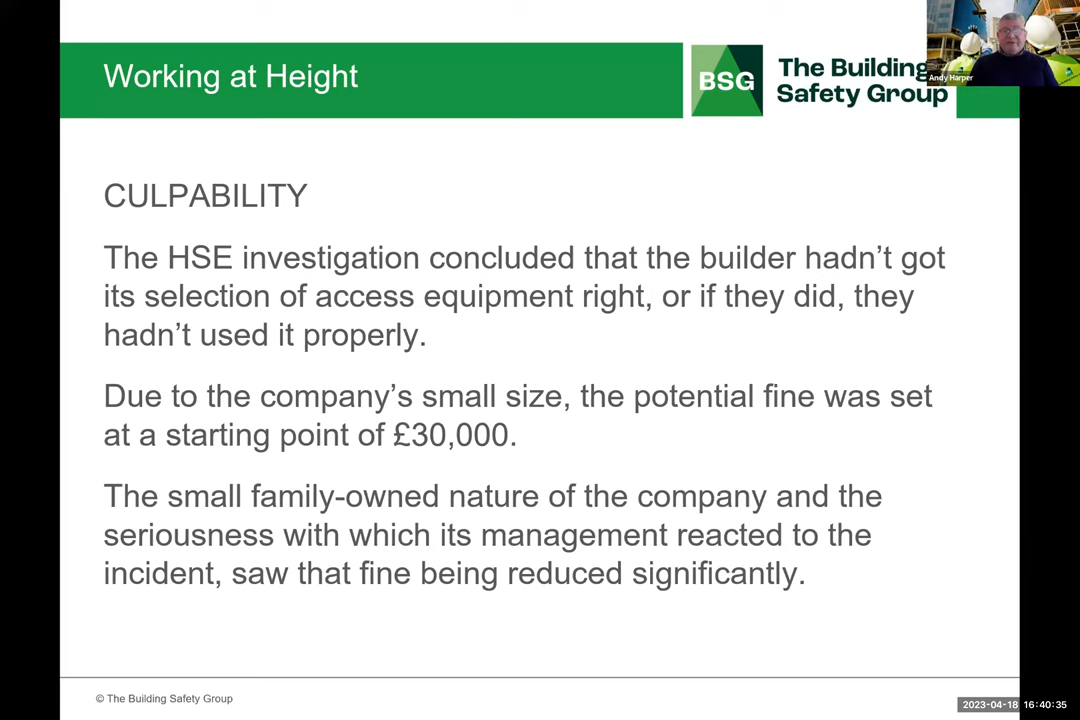 Working at Height
BSG
The Building
Safety Group
Andy Harper
CULPABILITY
The HSE investigation concluded that the builder hadn’t got
its selection of access equipment right, or if they did, they
hadn’t used it properly.
Due to the company’s small size, the potential fine was set
at a starting point of £30,000.
The small family-owned nature of the company and the
seriousness with which its management reacted to the
incident, saw that fine being reduced significantly.
© The Building Safety Group
2023-04-18 16:40:35